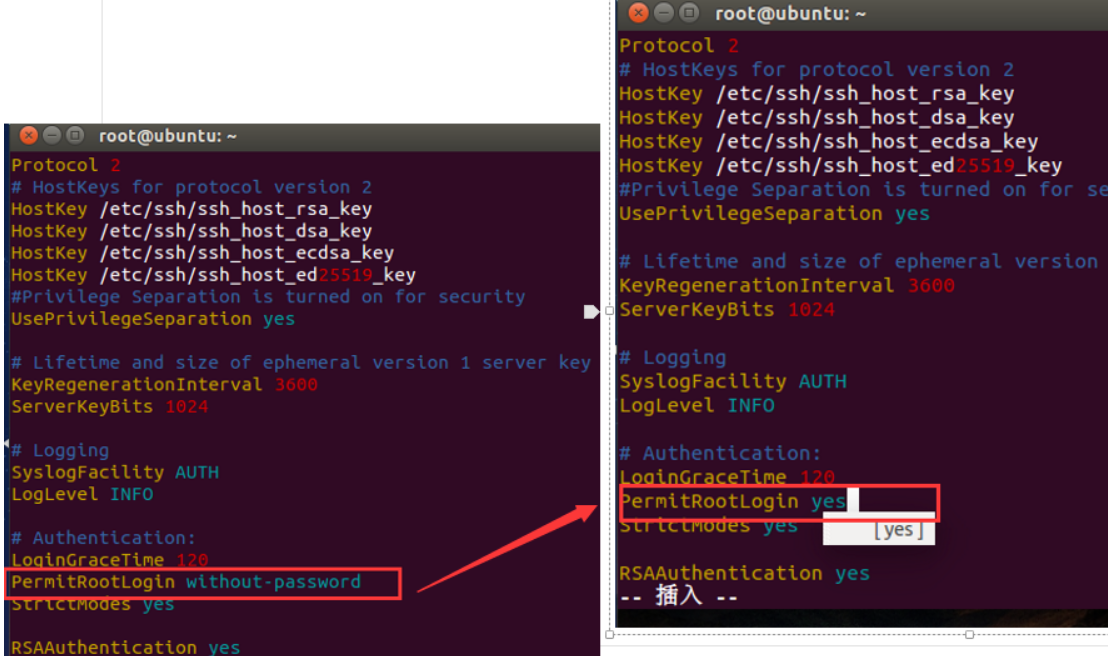 root@ubuntu: ~
Protocol 2
# HostKeys for protocol version 2
HostKey /etc/ssh/ssh_host_rsa_key
HostKey /etc/ssh/ssh_host_dsa_key
HostKey /etc/ssh/ssh_host_ecdsa_key
HostKey /etc/ssh/ssh_host_ed25519_key
#Privilege Separation is turned on for security
UsePrivilegeSeparation yes
# Lifetime and size of ephemeral version 1 server key
KeyRegenerationInterval 3600
ServerKeyBits 1024
# Logging
SyslogFacility AUTH
LogLevel INFO
# Authentication:
LoginGraceTime 120
PermitRootLogin without-password
StrictModes yes
RSAAuthentication yes
root@ubuntu: ~
Protocol 2
# HostKeys for protocol version 2
HostKey /etc/ssh/ssh_host_rsa_key
HostKey /etc/ssh/ssh_host_dsa_key
HostKey /etc/ssh/ssh_host_ecdsa_key
HostKey /etc/ssh/ssh_host_ed25519_key
#Privilege Separation is turned on for se
UsePrivilegeSeparation yes
# Lifetime and size of ephemeral version
KeyRegenerationInterval 3600
ServerKeyBits 1024
# Logging
SyslogFacility AUTH
LogLevel INFO
# Authentication:
LoginGraceTime 120
PermitRootLogin yes
StrictModes yes
[yes]
RSAAuthentication yes
-- 插入 --